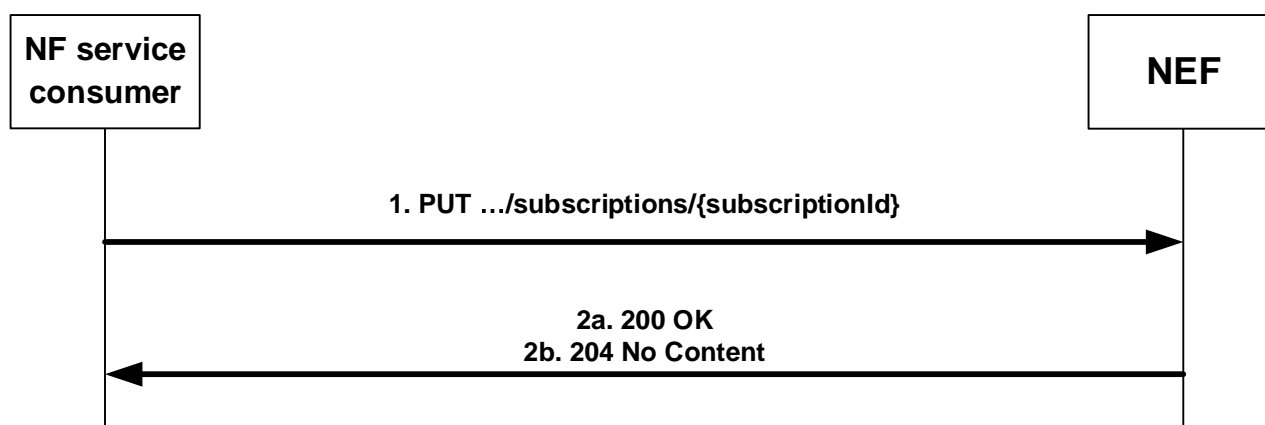 NF service
consumer
NEF
1. PUT …/subscriptions/{subscriptionId}
2a. 200 OK
2b. 204 No Content